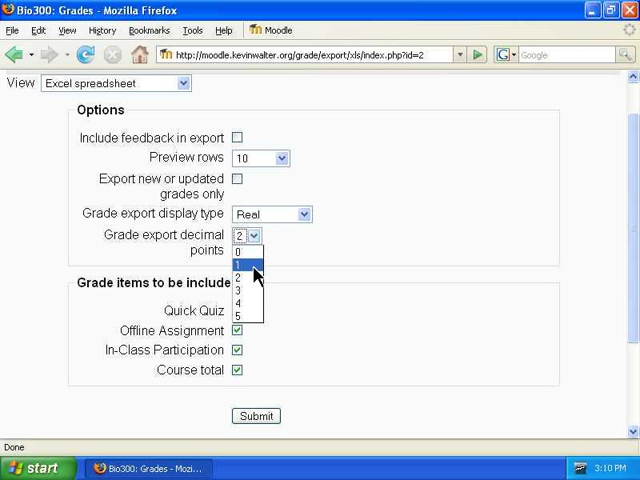 Bio300: Grades - Mozilla Firefox
File Edit View History Bookmarks Tools Settings Help Moodle
http://moodle.kevinwalter.org/grade/export/xls/index.php?id=2 Google
View Excel spreadsheet
Options
Include feedback in export
Preview rows 10
Export new or updated
grades only
Grade export display type Real
Grade export decimal 2
points 0
1
Grade items to be include 2
3
Quick Quiz 4
5
Offline Assignment
In-Class Participation
Course total
Submit
Done
start Bio300: Grades - Mozi... 3:10 PM